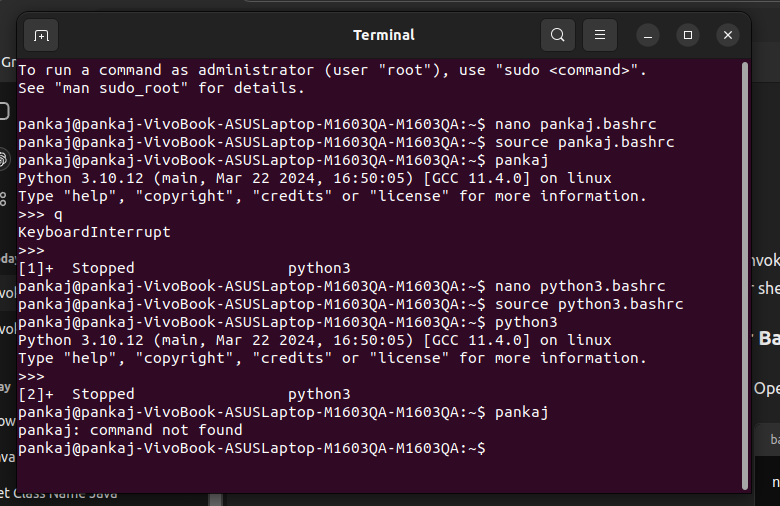 Terminal
To run a command as administrator (user "root"), use "sudo <command>".
See "man sudo_root" for details.
pankaj@pankaj-VivoBook-ASUSLaptop-M1603QA-M1603QA:~$ nano pankaj.bashrc
pankaj@pankaj-VivoBook-ASUSLaptop-M1603QA-M1603QA:~$ source pankaj.bashrc
pankaj@pankaj-VivoBook-ASUSLaptop-M1603QA-M1603QA:~$ pankaj
Python 3.10.12 (main, Mar 22 2024, 16:50:05) [GCC 11.4.0] on linux
Type "help", "copyright", "credits" or "license" for more information.
>>> q
KeyboardInterrupt
>>>
[1]+  Stopped                 python3
pankaj@pankaj-VivoBook-ASUSLaptop-M1603QA-M1603QA:~$ nano python3.bashrc
pankaj@pankaj-VivoBook-ASUSLaptop-M1603QA-M1603QA:~$ source python3.bashrc
pankaj@pankaj-VivoBook-ASUSLaptop-M1603QA-M1603QA:~$ python3
Python 3.10.12 (main, Mar 22 2024, 16:50:05) [GCC 11.4.0] on linux
Type "help", "copyright", "credits" or "license" for more information.
>>>
[2]+  Stopped                 python3
pankaj@pankaj-VivoBook-ASUSLaptop-M1603QA-M1603QA:~$ pankaj
pankaj: command not found
pankaj@pankaj-VivoBook-ASUSLaptop-M1603QA-M1603QA:~$
Class Name Java